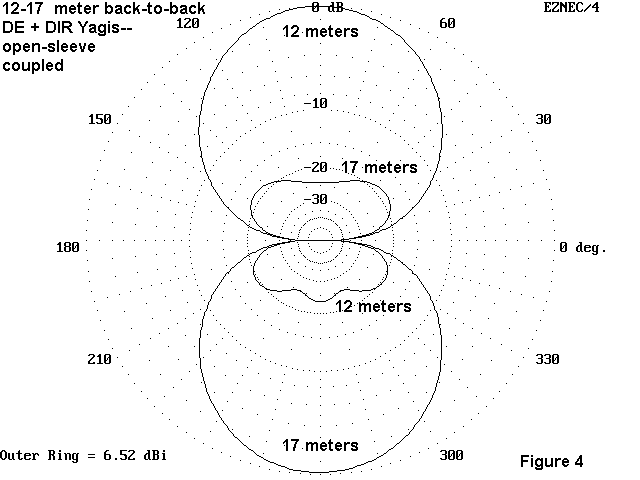 12-17 meter back-to-back
DE + DIR Yagis--
open-sleeve
coupled
0 dB
EZNEC/4
120
60
12 meters
-10
150
30
-20
17 meters
-30
180
0 deg.
12 meters
210
330
17 meters
300
Outer Ring = 6.52 dBi
Figure 4